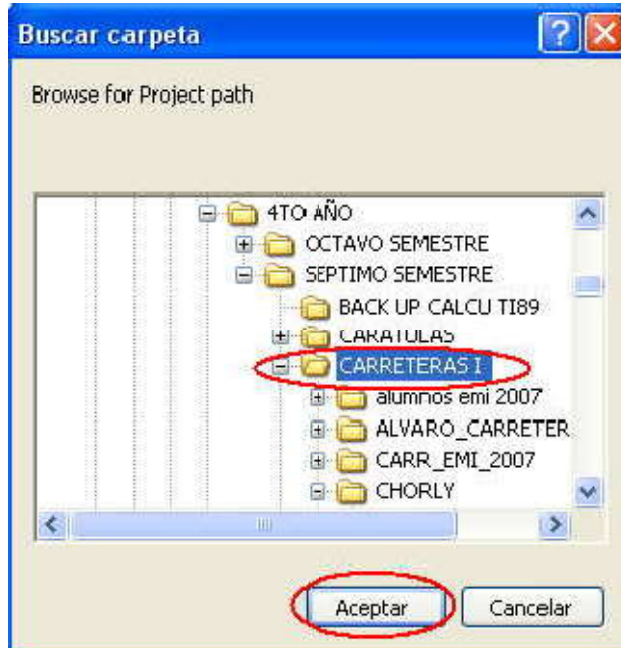 Buscar carpeta
Browse for Project path
4TO AÑO
OCTAVO SEMESTRE
SEPTIMO SEMESTRE
BACK UP CALCU TI89
CARATULAS
CARRETERAS I
alumnos emi 2007
ALVARO_CARRETER
CARR_EMI_2007
CHORLY
Aceptar Cancelar